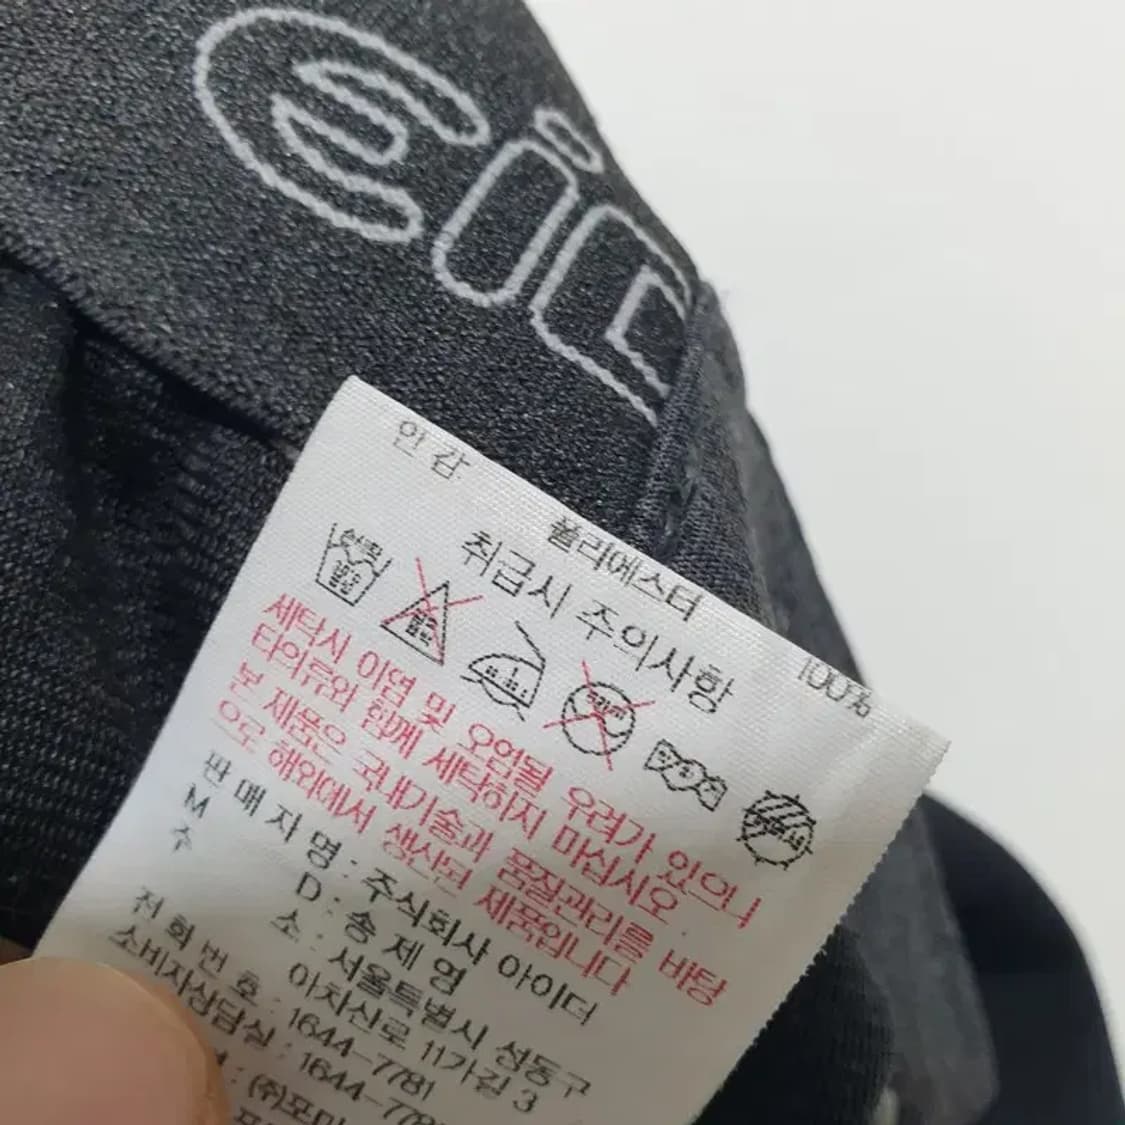 eid
안감
폴리에스터 100%
취급시 주의사항
세탁시 이염 및 오염될 우려가 있으니
타의류와 함께 세탁하지 마십시오.
본 제품은 국내기술과 품질관리를 바탕
으로 해외에서 생산된 제품입니다
판매자명 : 주식회사 아이더
M D : 송제영
주 소 : 서울특별시 성동구
아차산로 11가길 3
전화번호 : 1644-7781
소비자상담실 : 1644-778
: (주)모미